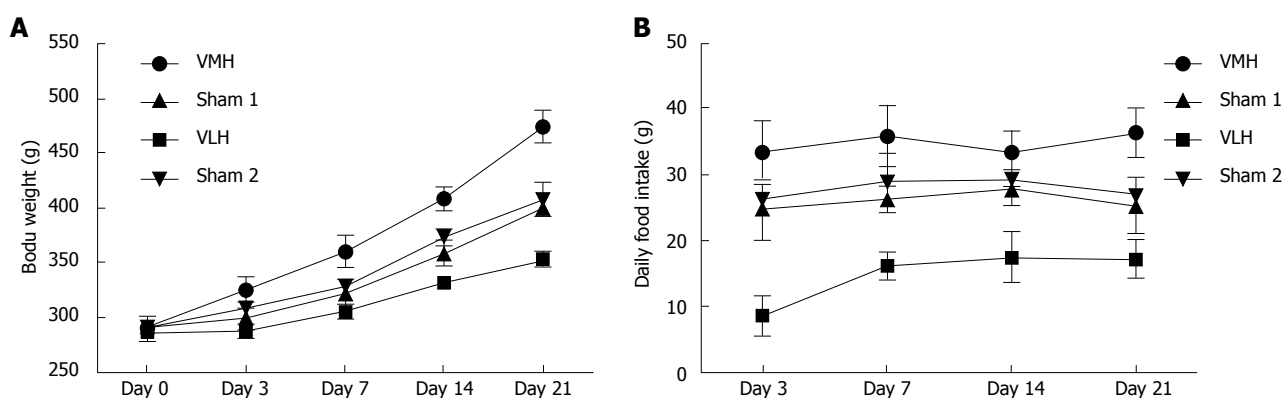 A
Bodu weight (g)
550
500
450
400
350
300
250
VMH
Sham 1
VLH
Sham 2
Day 0 Day 3 Day 7 Day 14 Day 21
B
Daily food intake (g)
50
40
30
20
10
0
VMH
Sham 1
VLH
Sham 2
Day 3 Day 7 Day 14 Day 21